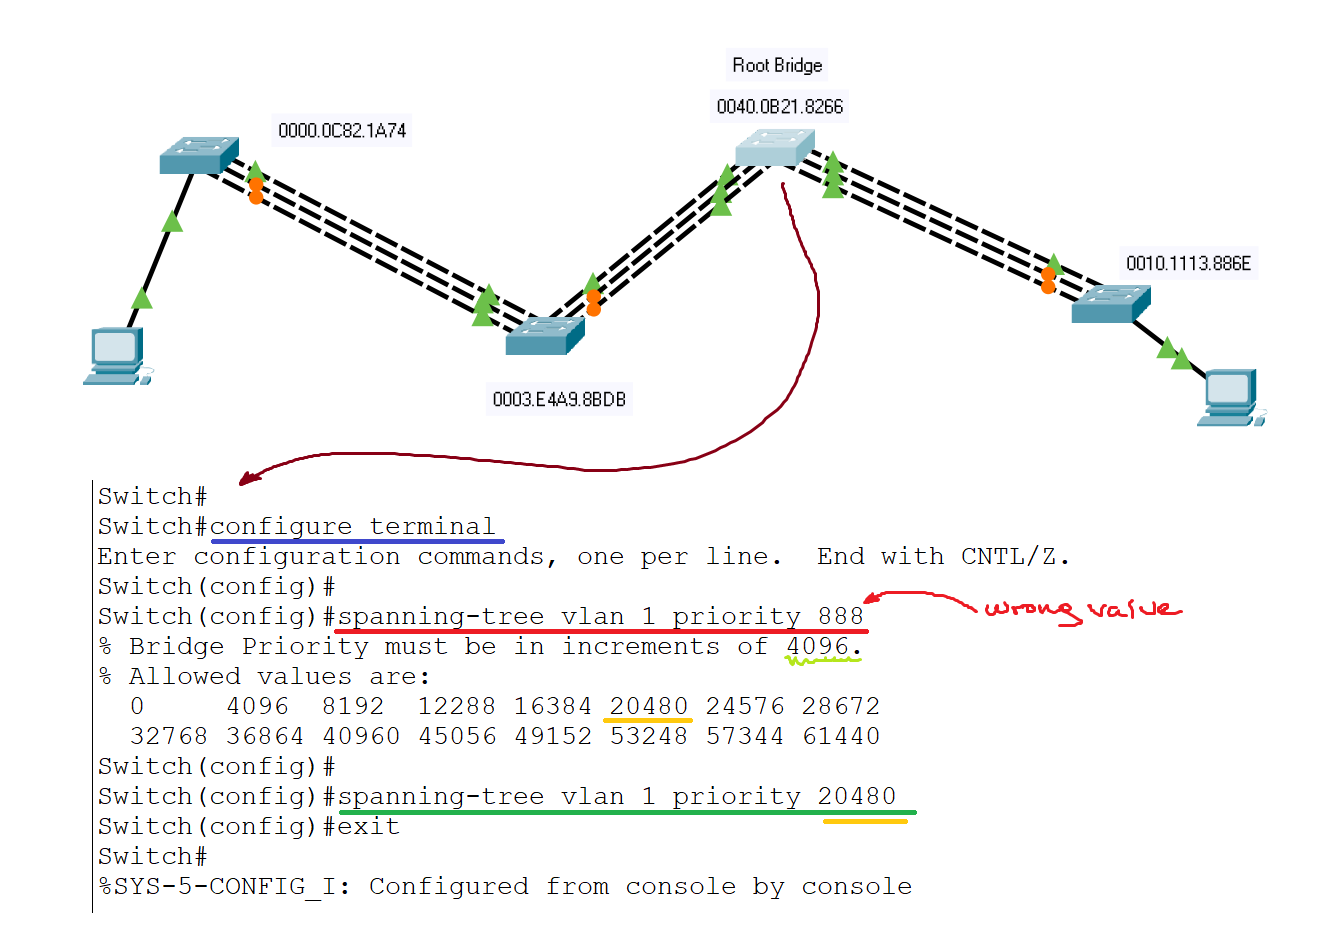 Root Bridge
0040.0B21.8266
0000.0C82.1A74
0010.1113.886E
0003.E4A9.8BDB
Switch#
Switch#configure terminal
Enter configuration commands, one per line.  End with CNTL/Z.
Switch(config)#
Switch(config)#spanning-tree vlan 1 priority 888
wrong value
% Bridge Priority must be in increments of 4096.
% Allowed values are:
0     4096  8192  12288 16384 20480 24576 28672
32768 36864 40960 45056 49152 53248 57344 61440
Switch(config)#
Switch(config)#spanning-tree vlan 1 priority 20480
Switch(config)#exit
Switch#
%SYS-5-CONFIG_I: Configured from console by console